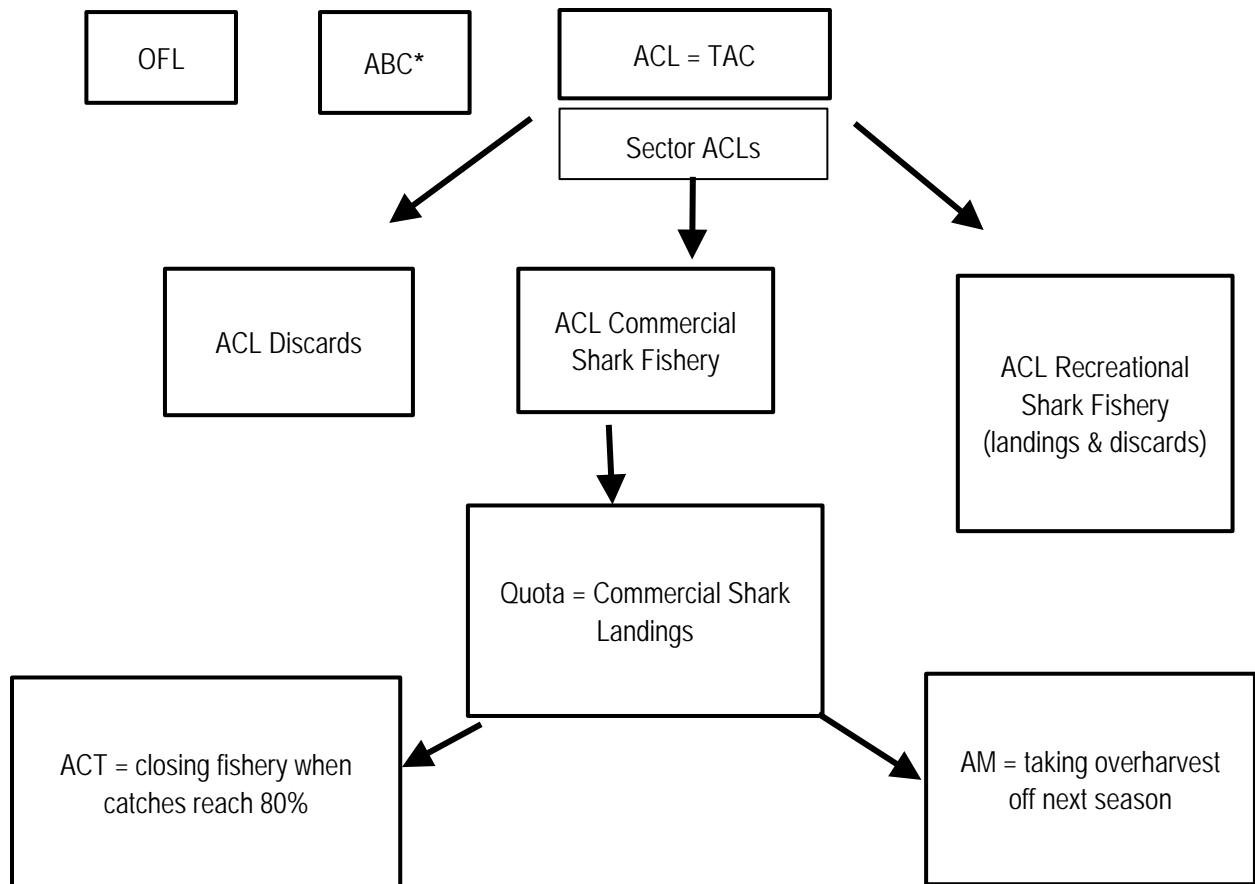 OFL
ABC*
ACL = TAC
Sector ACLs
ACL Discards
ACL Commercial
Shark Fishery
ACL Recreational
Shark Fishery
(landings & discards)
Quota = Commercial Shark
Landings
ACT = closing fishery when
catches reach 80%
AM = taking overharvest
off next season